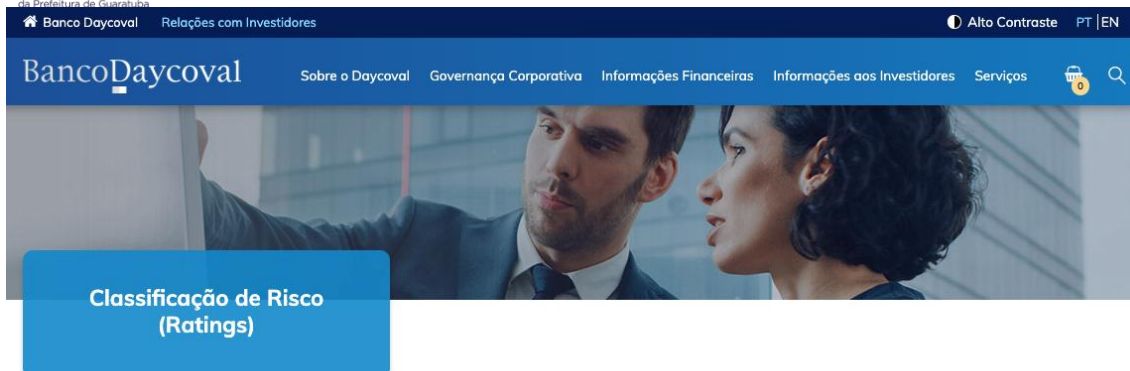 da Prefeitura de Guaratuba
Banco Daycoval Relações com Investidores Alto Contraste PT | EN
BancoDaycoval Sobre o Daycoval Governança Corporativa Informações Financeiras Informações aos Investidores Serviços 0
Classificação de Risco
(Ratings)